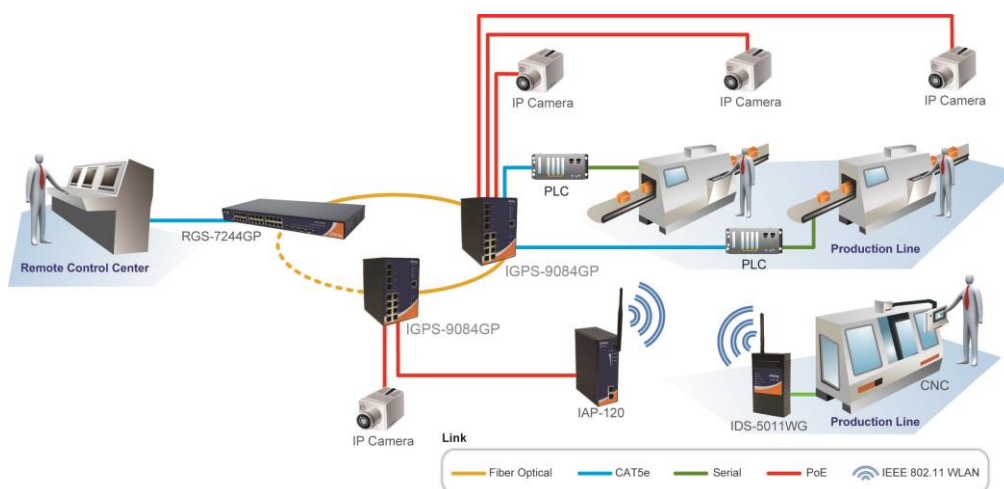 IP Camera
IP Camera
IP Camera
PLC
RGS-7244GP
Remote Control Center
IGPS-9084GP
PLC
Production Line
IGPS-9084GP
IAP-120
IDS-5011WG
CNC
Production Line
IP Camera
Link
Fiber Optical
CAT5e
Serial
PoE
IEEE 802.11 WLAN